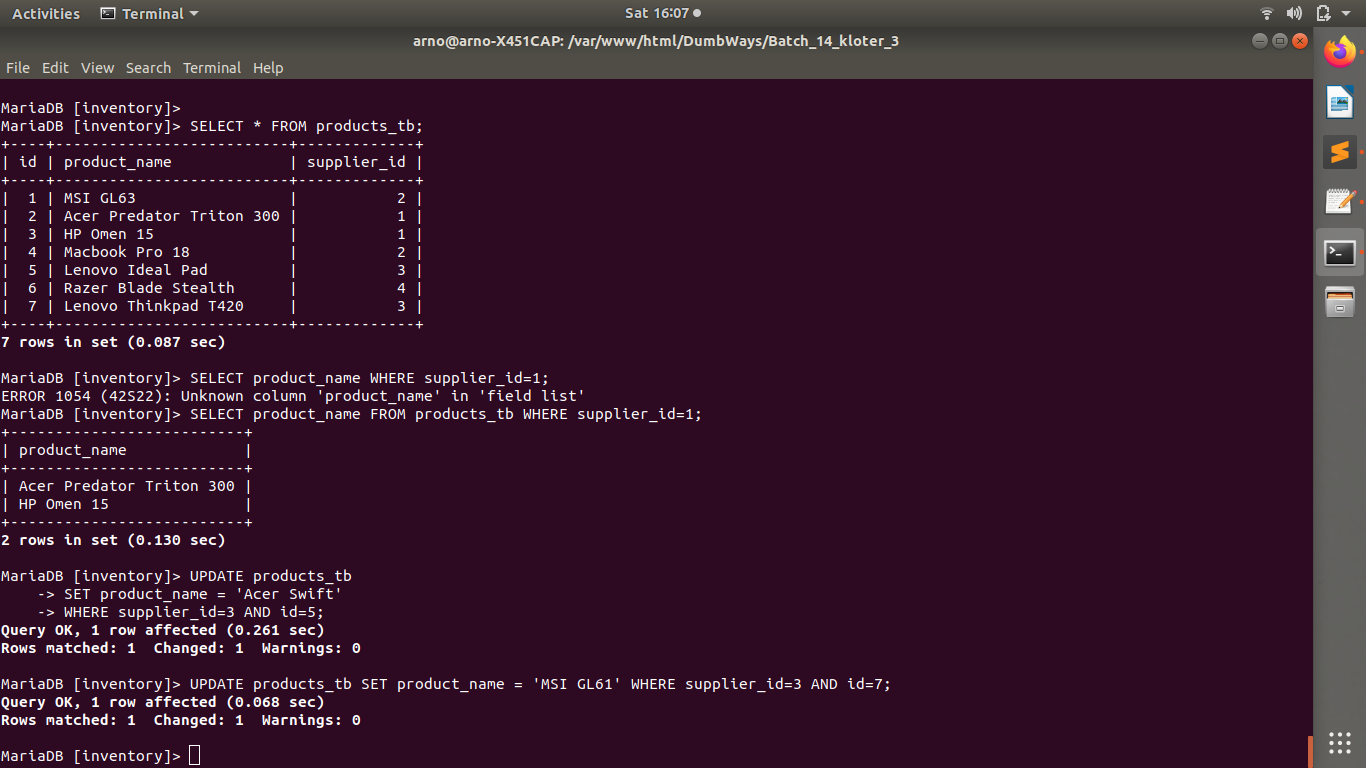 Activities Terminal Sat 16:07
arno@arno-X451CAP: /var/www/html/DumbWays/Batch_14_kloter_3
File Edit View Search Terminal Help
MariaDB [inventory]>
MariaDB [inventory]> SELECT * FROM products_tb;
+----+-------------------------+-------------+
| id | product_name             | supplier_id |
+----+-------------------------+-------------+
|  1 | MSI GL63                 |           2 |
|  2 | Acer Predator Triton 300 |           1 |
|  3 | HP Omen 15               |           1 |
|  4 | Macbook Pro 18           |           2 |
|  5 | Lenovo Ideal Pad         |           3 |
|  6 | Razer Blade Stealth      |           4 |
|  7 | Lenovo Thinkpad T420     |           3 |
+----+-------------------------+-------------+
7 rows in set (0.087 sec)
MariaDB [inventory]> SELECT product_name WHERE supplier_id=1;
ERROR 1054 (42S22): Unknown column 'product_name' in 'field list'
MariaDB [inventory]> SELECT product_name FROM products_tb WHERE supplier_id=1;
+--------------------------+
| product_name             |
+--------------------------+
| Acer Predator Triton 300 |
| HP Omen 15               |
+--------------------------+
2 rows in set (0.130 sec)
MariaDB [inventory]> UPDATE products_tb
    -> SET product_name = 'Acer Swift'
    -> WHERE supplier_id=3 AND id=5;
Query OK, 1 row affected (0.261 sec)
Rows matched: 1  Changed: 1  Warnings: 0
MariaDB [inventory]> UPDATE products_tb SET product_name = 'MSI GL61' WHERE supplier_id=3 AND id=7;
Query OK, 1 row affected (0.068 sec)
Rows matched: 1  Changed: 1  Warnings: 0
MariaDB [inventory]>